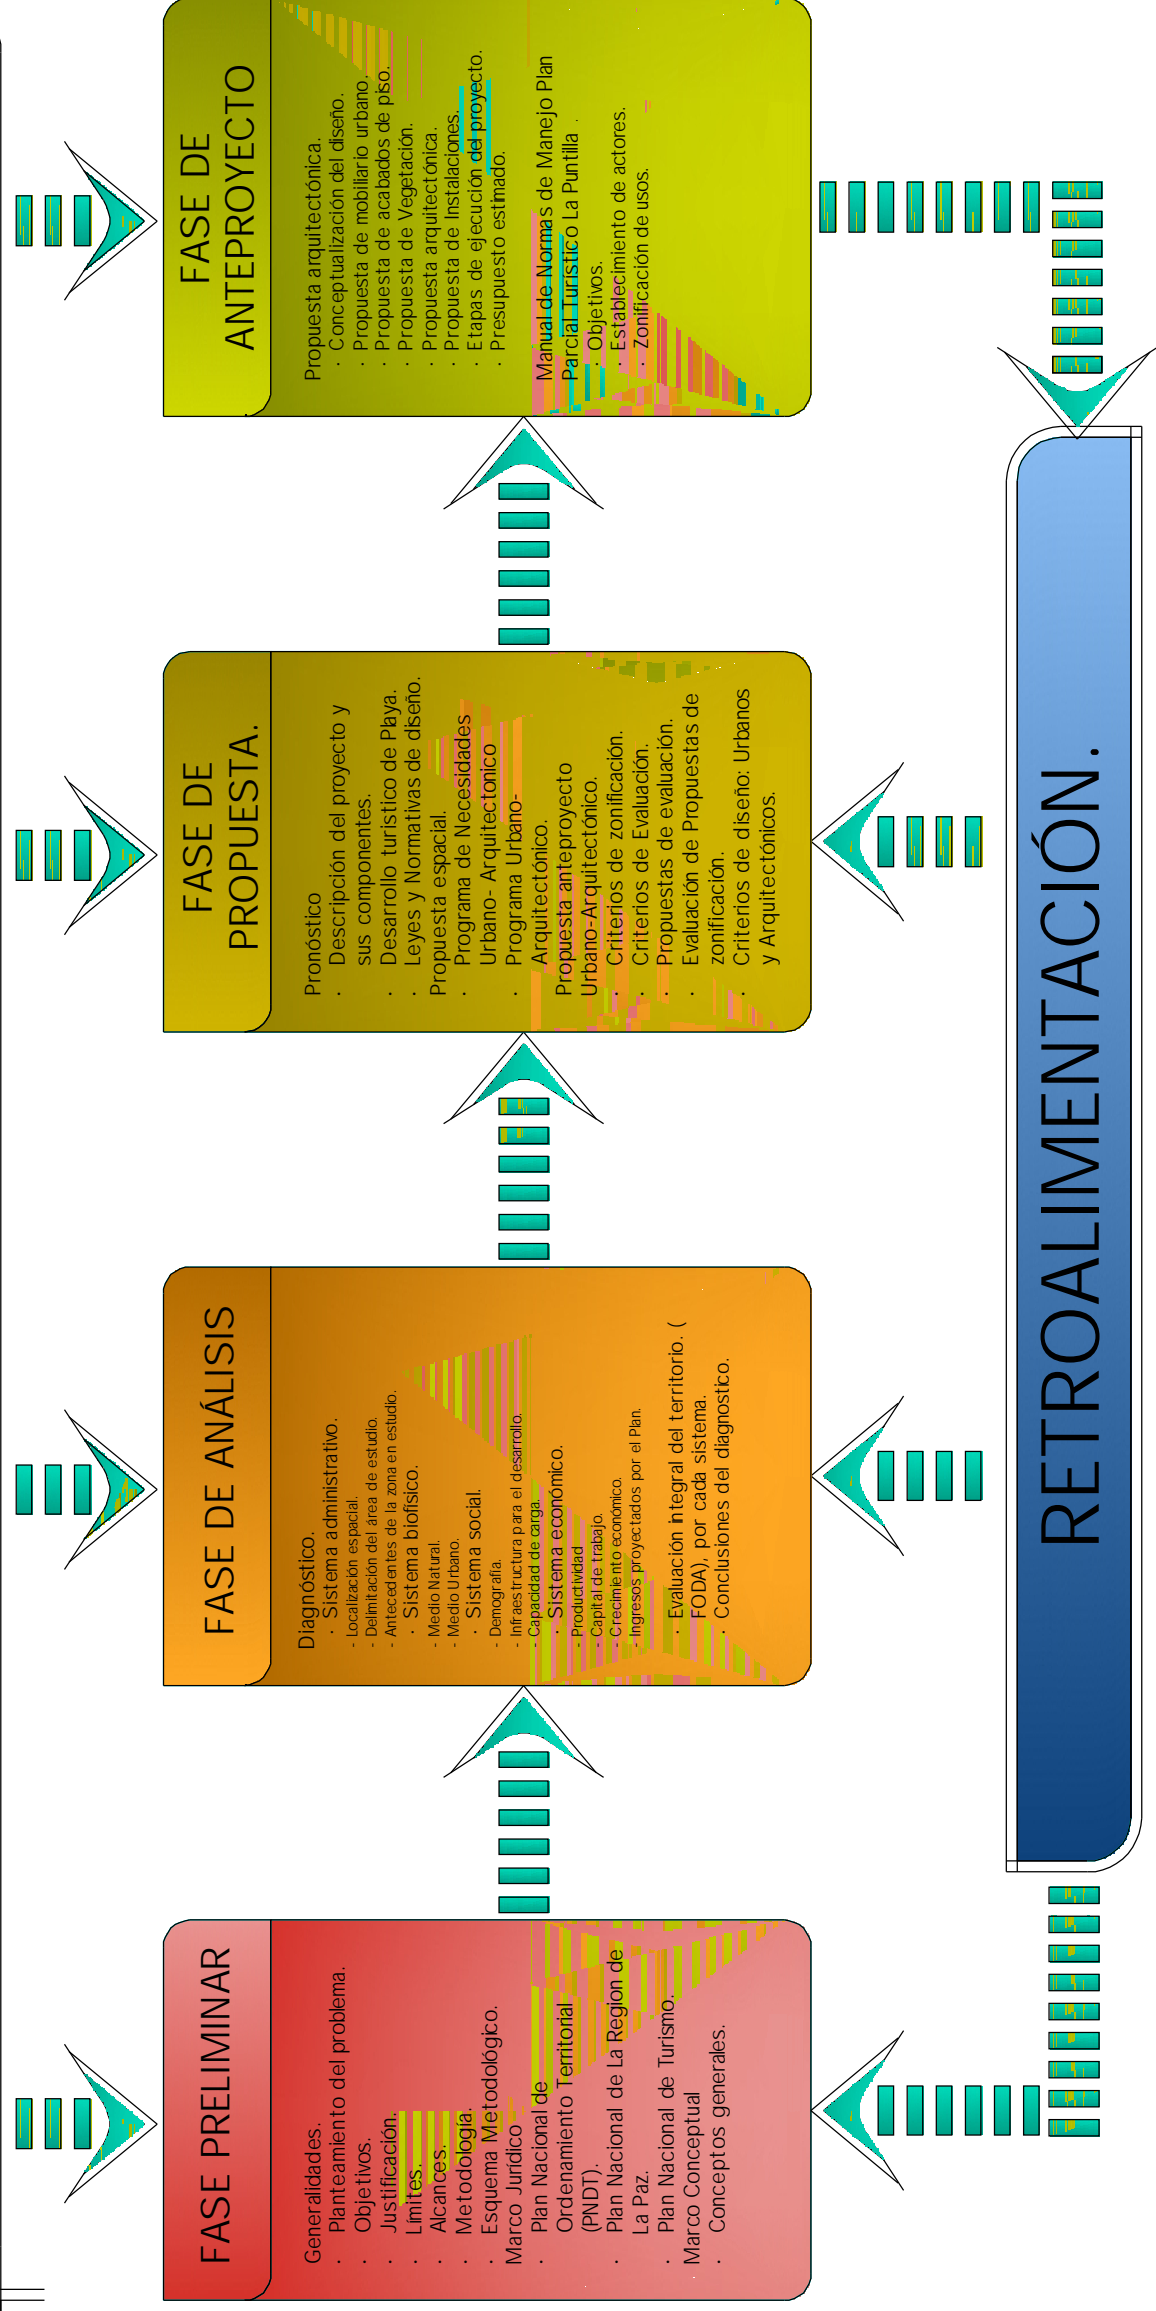 FASE PRELIMINAR
Generalidades.
· Planteamiento del problema.
· Objetivos.
· Justificación.
· Límites.
· Alcances.
· Metodología.
· Esquema Metodológico.
Marco Jurídico
· Plan Nacional de
Ordenamiento Territorial
(PNDT).
· Plan Nacional de La Region de
La Paz.
· Plan Nacional de Turismo.
Marco Conceptual
· Conceptos generales.
FASE DE ANÁLISIS
Diagnóstico.
· Sistema administrativo.
- Localización espacial.
- Delimitación del área de estudio.
- Antecedentes de la zona en estudio.
· Sistema biofísico.
- Medio Natural.
- Medio Urbano.
· Sistema social.
- Demografía.
- Infraestructura para el desarrollo.
- Capacidad de carga.
· Sistema económico.
- Productividad
- Capital de trabajo.
- Crecimiento económico.
- Ingresos proyectados por el Plan.
· Evaluación integral del territorio. (
FODA), por cada sistema.
· Conclusiones del diagnostico.
FASE DE
PROPUESTA.
Pronóstico
· Descripción del proyecto y
sus componentes.
· Desarrollo turístico de Playa.
· Leyes y Normativas de diseño.
Propuesta espacial.
· Programa de Necesidades
Urbano- Arquitectonico
· Programa Urbano-
Arquitectónico.
Propuesta anteproyecto
Urbano-Arquitectónico.
· Criterios de zonificación.
· Criterios de Evaluación.
· Propuestas de evaluación.
· Evaluación de Propuestas de
zonificación.
· Criterios de diseño: Urbanos
y Arquitectónicos.
FASE DE
ANTEPROYECTO
Propuesta arquitectónica.
· Conceptualización del diseño.
· Propuesta de mobiliario urbano.
· Propuesta de acabados de piso.
· Propuesta de Vegetación.
· Propuesta arquitectónica.
· Propuesta de Instalaciones.
· Etapas de ejecución del proyecto.
· Presupuesto estimado.
Manual de Normas de Manejo Plan
Parcial Turístico La Puntilla .
· Objetivos.
· Establecimiento de actores.
· Zonificación de usos.
RETROALIMENTACIÓN.